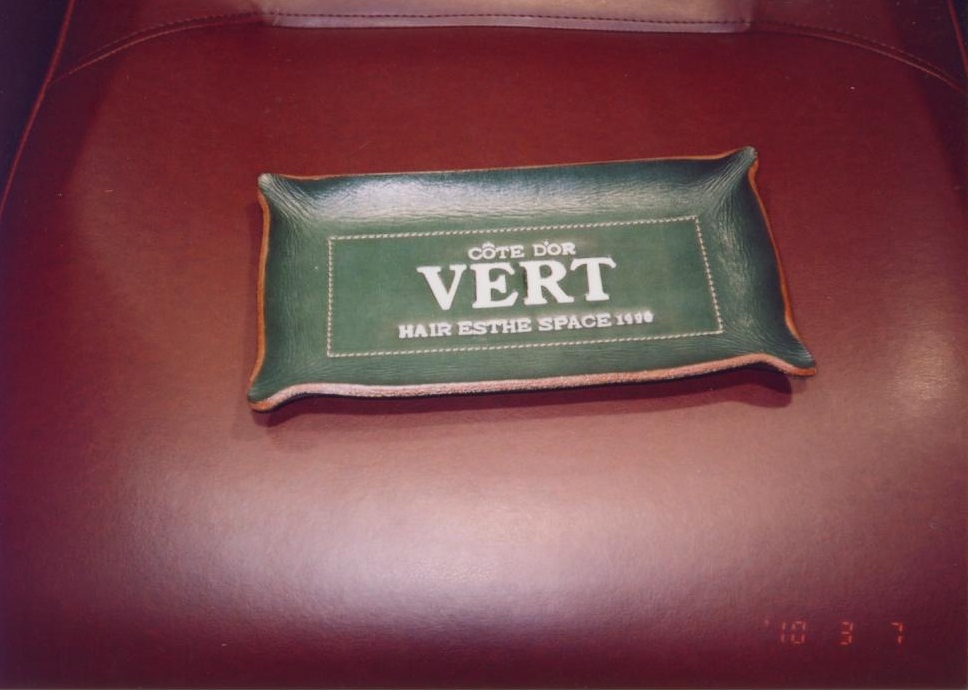 CÔTE D'OR
VERT
HAIR ESTHE SPACE 1990
'10 3 7